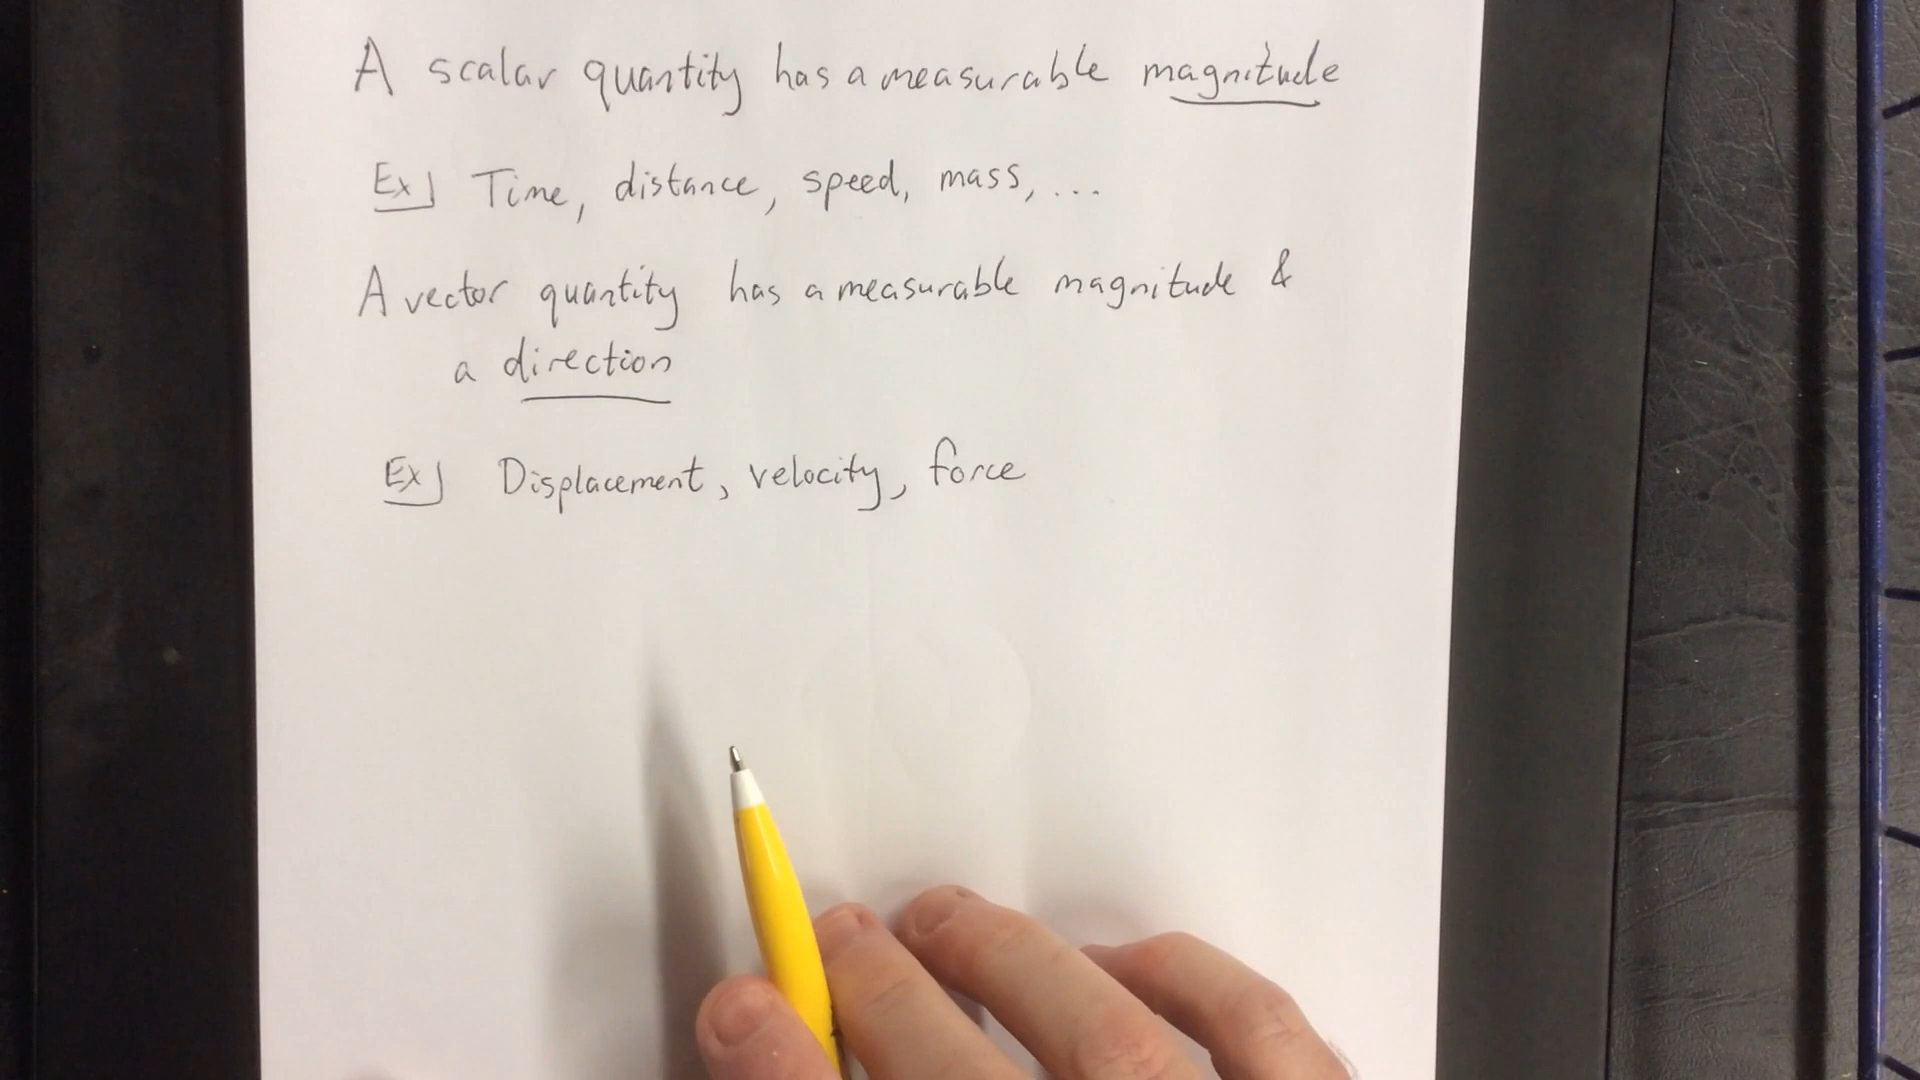 A scalar quantity has a measurable magnitude
Ex] Time, distance, speed, mass, ...
A vector quantity has a measurable magnitude &
a direction
Ex] Displacement, velocity, force